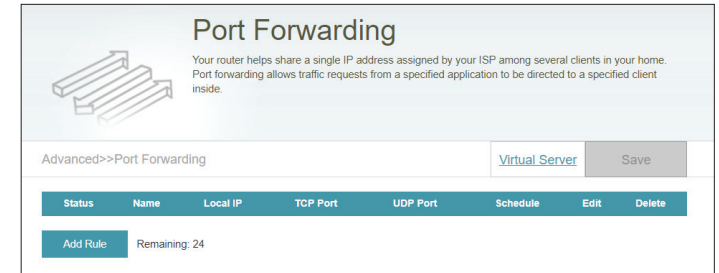 Port Forwarding
Your router helps share a single IP address assigned by your ISP among several clients in your home.
Port forwarding allows traffic requests from a specified application to be directed to a specified client
inside.
Advanced>>Port Forwarding
Virtual Server
Save
Status Name Local IP TCP Port UDP Port Schedule Edit Delete
Add Rule Remaining: 24